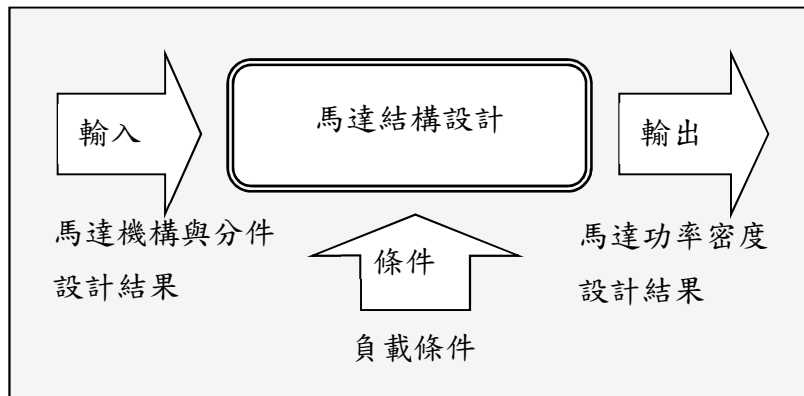 輸入
馬達結構設計
輸出
馬達機構與分件
設計結果
條件
負載條件
馬達功率密度
設計結果